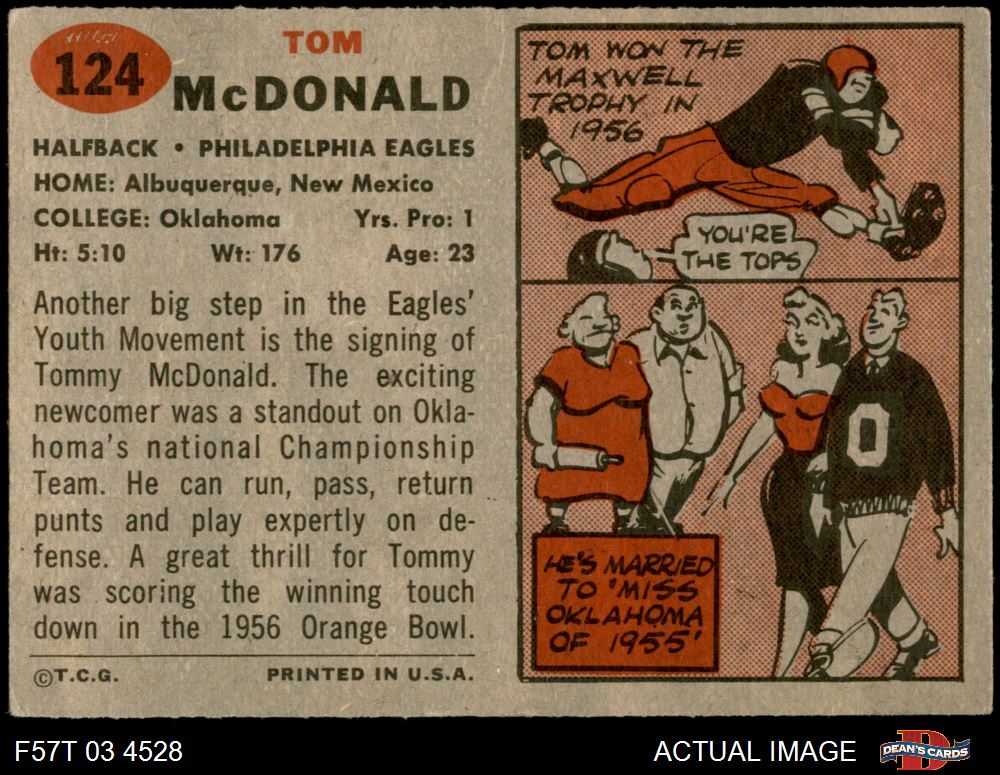 124
TOM
McDONALD
HALFBACK • PHILADELPHIA EAGLES
HOME: Albuquerque, New Mexico
COLLEGE: Oklahoma Yrs. Pro: 1
Ht: 5:10 Wt: 176 Age: 23
Another big step in the Eagles'
Youth Movement is the signing of
Tommy McDonald. The exciting
newcomer was a standout on Okla-
homa's national Championship
Team. He can run, pass, return
punts and play expertly on de-
fense. A great thrill for Tommy
was scoring the winning touch
down in the 1956 Orange Bowl.
©T.C.G. PRINTED IN U.S.A.
TOM WON THE
MAXWELL
TROPHY IN
1956
YOU'RE
THE TOPS
O
HE'S MARRIED
TO 'MISS
OKLAHOMA
OF 1955'
F57T 03 4528
ACTUAL IMAGE
D
DEAN'S CARDS